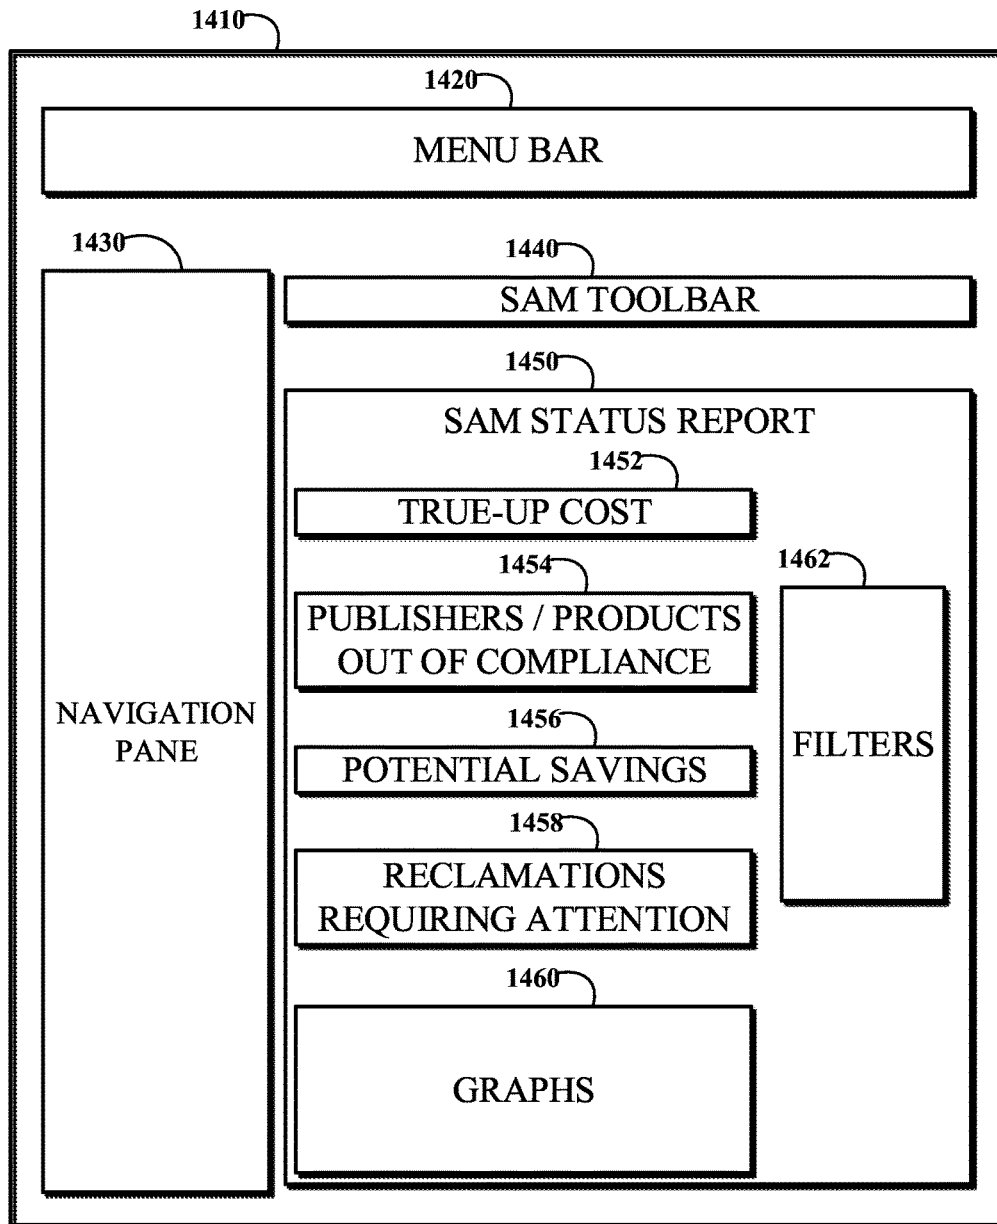 1410
1420
MENU BAR
1430
NAVIGATION
PANE
1440
SAM TOOLBAR
1450
SAM STATUS REPORT
1452
TRUE-UP COST
1454
PUBLISHERS / PRODUCTS
OUT OF COMPLIANCE
1456
POTENTIAL SAVINGS
1458
RECLAMATIONS
REQUIRING ATTENTION
1460
GRAPHS
1462
FILTERS